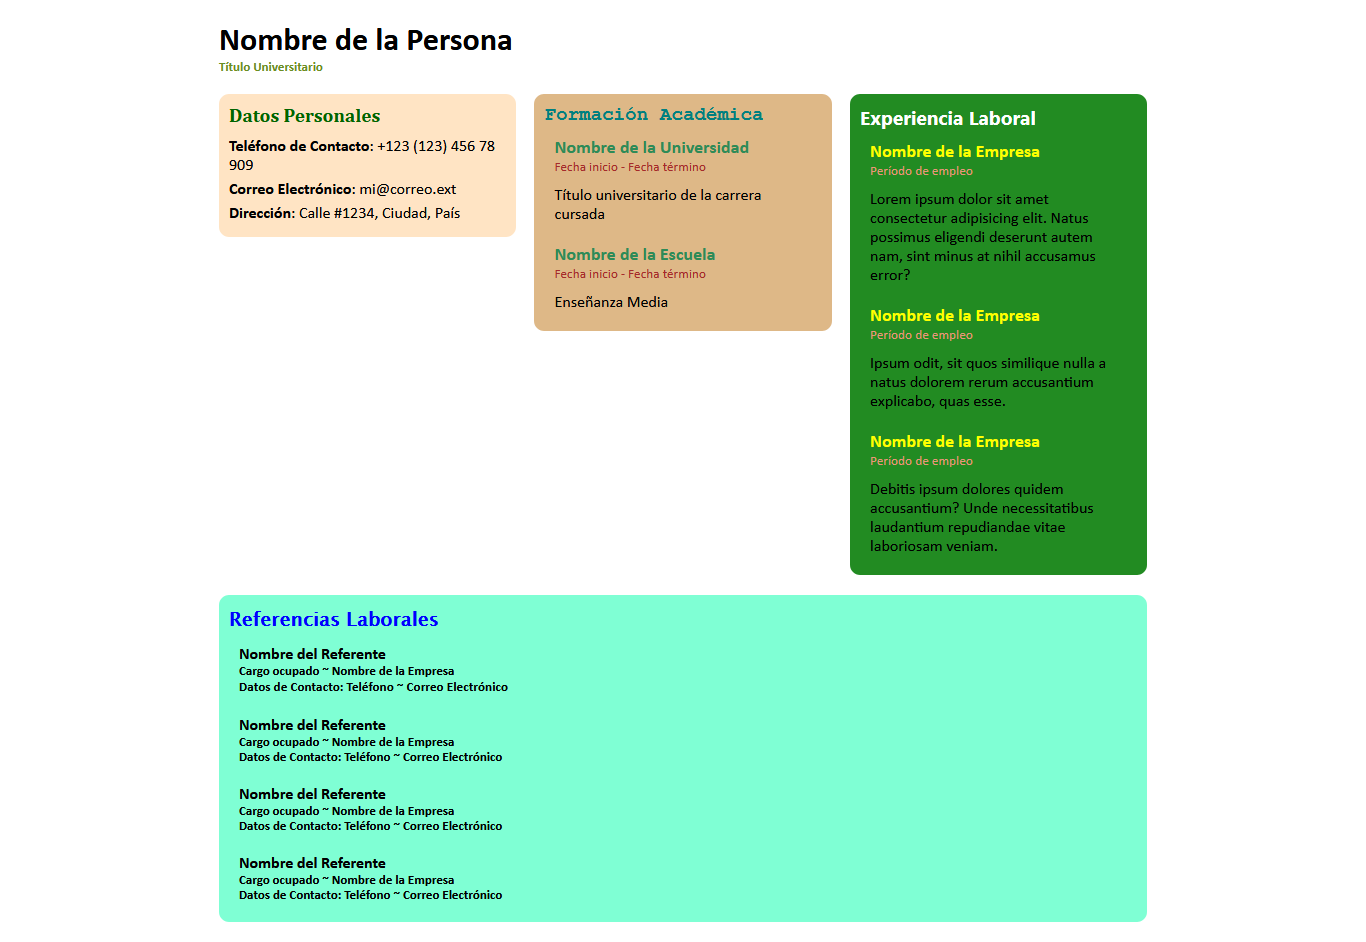 Nombre de la Persona
Título Universitario
Datos Personales
Teléfono de Contacto: +123 (123) 456 78
909
Correo Electrónico: mi@correo.ext
Dirección: Calle #1234, Ciudad, País
Formación Académica
Nombre de la Universidad
Fecha inicio - Fecha término
Título universitario de la carrera
cursada
Nombre de la Escuela
Fecha inicio - Fecha término
Enseñanza Media
Experiencia Laboral
Nombre de la Empresa
Período de empleo
Lorem ipsum dolor sit amet
consectetur adipisicing elit. Natus
possimus eligendi deserunt autem
nam, sint minus at nihil accusamus
error?
Nombre de la Empresa
Período de empleo
Ipsum odit, sit quos similique nulla a
natus dolorem rerum accusantium
explicabo, quas esse.
Nombre de la Empresa
Período de empleo
Debitis ipsum dolores quidem
accusantium? Unde necessitatibus
laudantium repudiandae vitae
laboriosam veniam.
Referencias Laborales
Nombre del Referente
Cargo ocupado ~ Nombre de la Empresa
Datos de Contacto: Teléfono ~ Correo Electrónico
Nombre del Referente
Cargo ocupado ~ Nombre de la Empresa
Datos de Contacto: Teléfono ~ Correo Electrónico
Nombre del Referente
Cargo ocupado ~ Nombre de la Empresa
Datos de Contacto: Teléfono ~ Correo Electrónico
Nombre del Referente
Cargo ocupado ~ Nombre de la Empresa
Datos de Contacto: Teléfono ~ Correo Electrónico